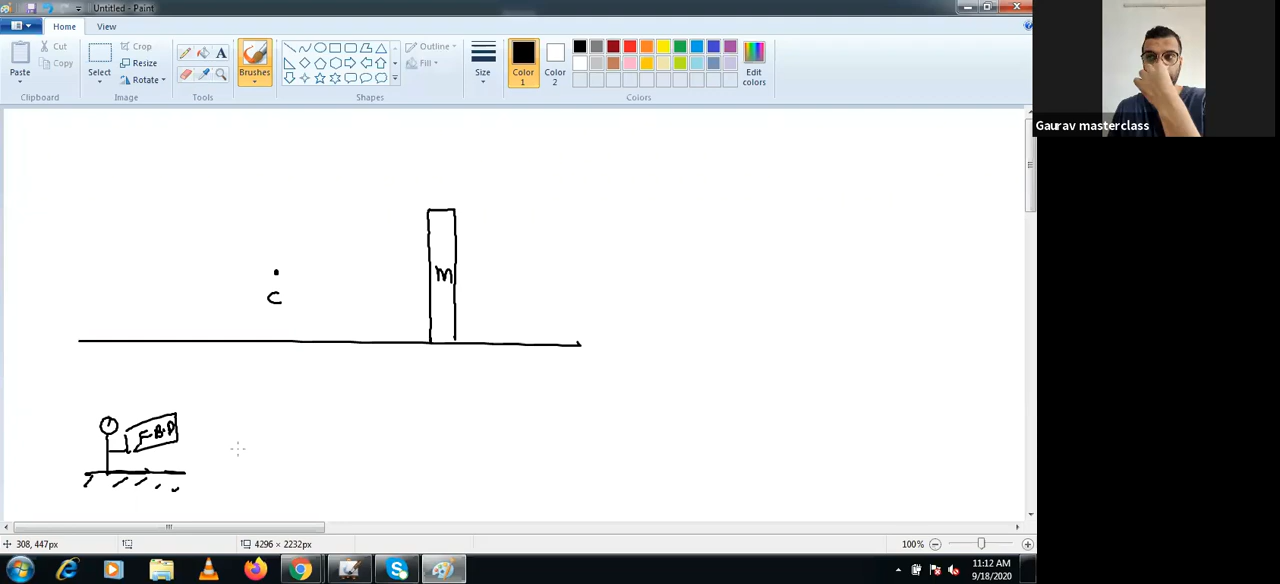 Untitled - Paint
Home View
Paste
Cut
Copy
Clipboard
Select
Crop
Resize
Rotate
Image
A
Tools
Brushes
Outline
Fill
Shapes
Size
Color 1
Color 2
Edit colors
Colors
Gaurav masterclass
m
C
F·B·D
308, 447px
4296 × 2232px
100%
11:12 AM
9/18/2020